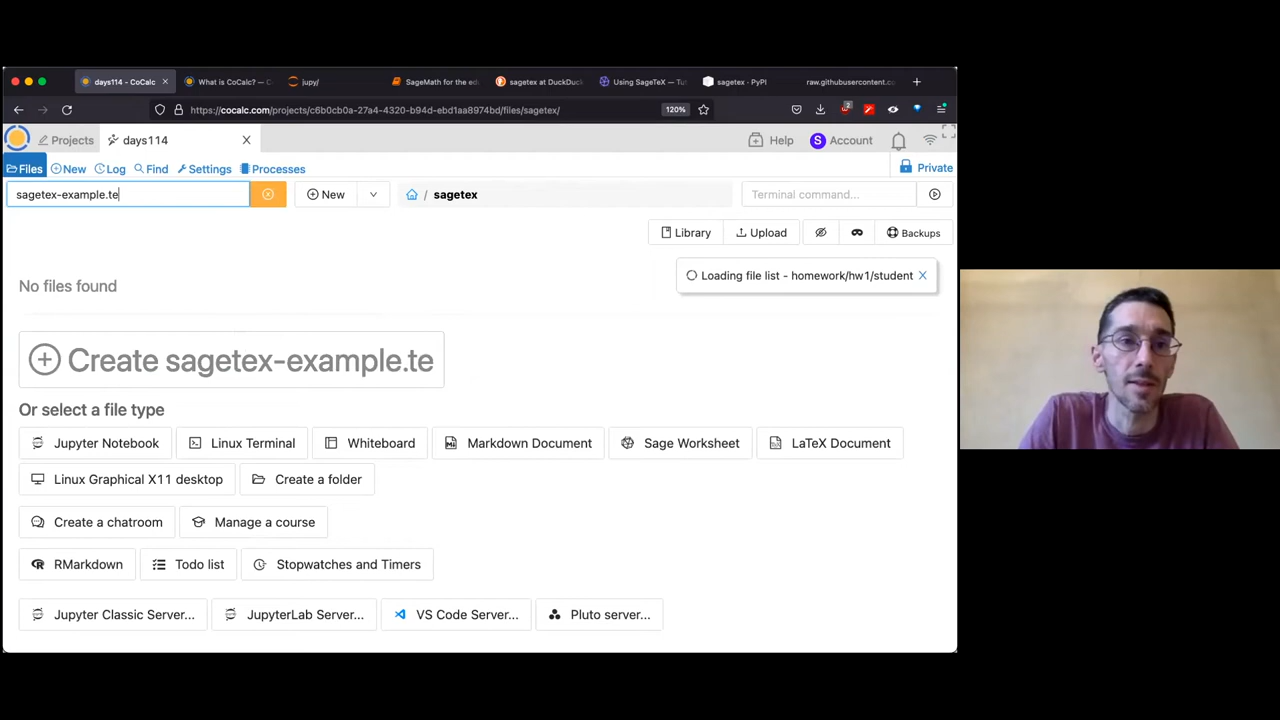 days114 - CoCalc
What is CoCalc? — C
jupy/
SageMath for the ed
sagetex at DuckDuck
Using SageTeX — Tut
sagetex · PyPI
raw.githubusercontent.c
https://cocalc.com/projects/c6b0cb0a-27a4-4320-b94d-ebd1aa8974bd/files/sagetex/
120%
2
Projects
days114
Help
S Account
Files
New
Log
Find
Settings
Processes
Private
sagetex-example.te
New
/ sagetex
Terminal command...
Library
Upload
Backups
Loading file list - homework/hw1/student
No files found
Create sagetex-example.te
Or select a file type
Jupyter Notebook
Linux Terminal
Whiteboard
Markdown Document
Sage Worksheet
LaTeX Document
Linux Graphical X11 desktop
Create a folder
Create a chatroom
Manage a course
RMarkdown
Todo list
Stopwatches and Timers
Jupyter Classic Server...
JupyterLab Server...
VS Code Server...
Pluto server...